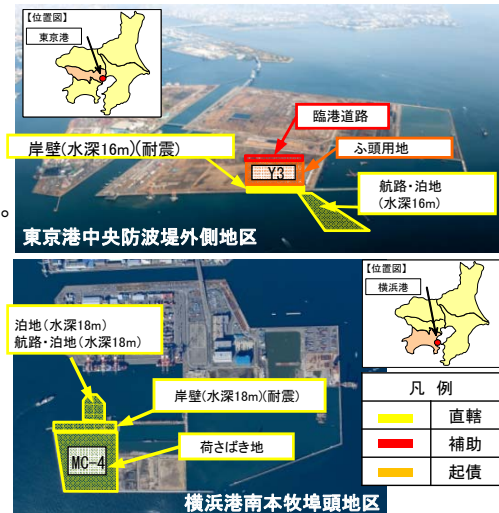 【位置図】
東京港
臨港道路
岸壁(水深16m)(耐震)
ふ頭用地
Y3
航路・泊地
(水深16m)
。
東京港中央防波堤外側地区
【位置図】
横浜港
泊地(水深18m)
航路・泊地(水深18m)
岸壁(水深18m)(耐震)
荷さばき地
MC-4
凡 例
直轄
補助
起債
横浜港南本牧埠頭地区